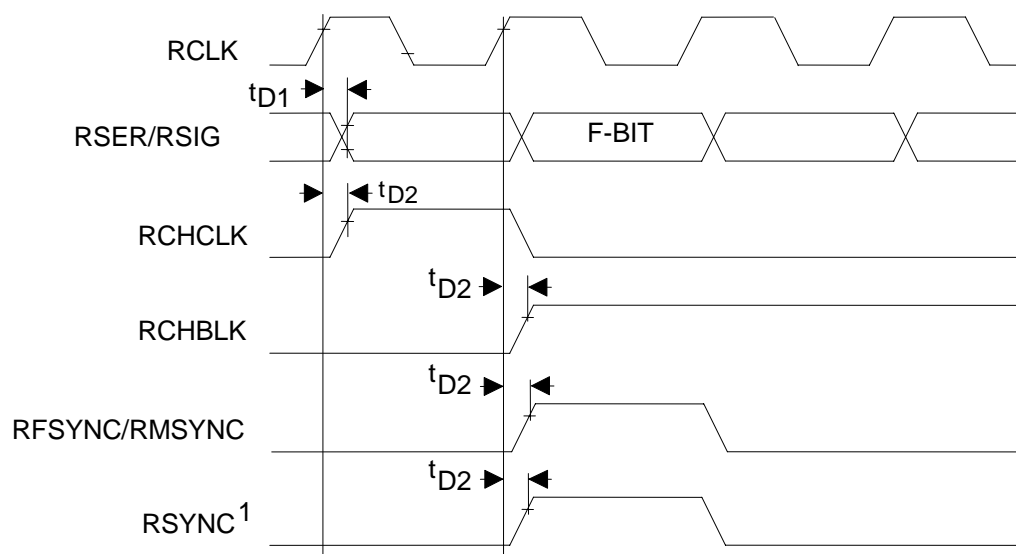 RCLK
tD1
RSER/RSIG
F-BIT
tD2
RCHCLK
tD2
RCHBLK
tD2
RFSYNC/RMSYNC
tD2
RSYNC1